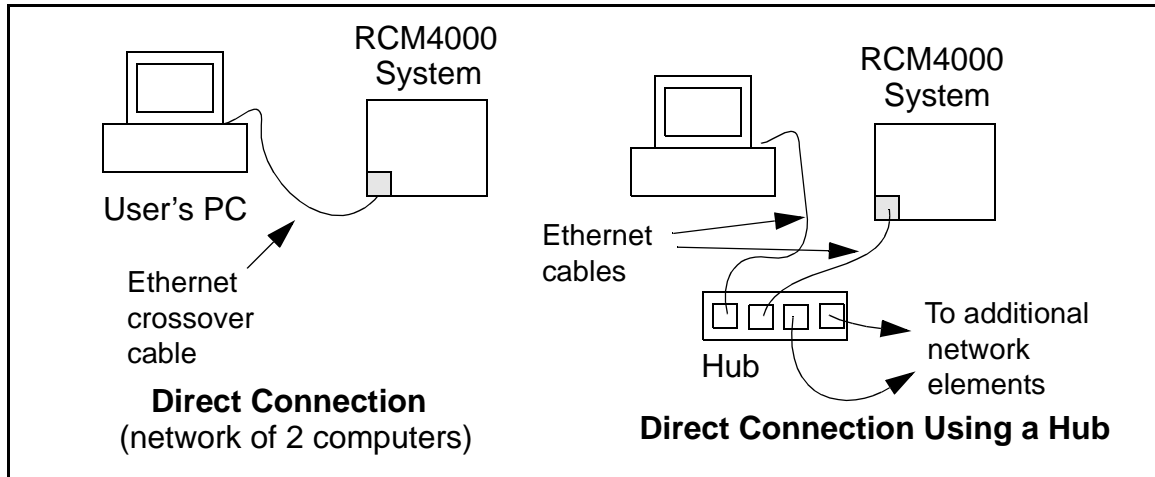 RCM4000
System
User's PC
Ethernet
crossover
cable
Direct Connection
(network of 2 computers)
RCM4000
System
Ethernet
cables
Hub
To additional
network
elements
Direct Connection Using a Hub